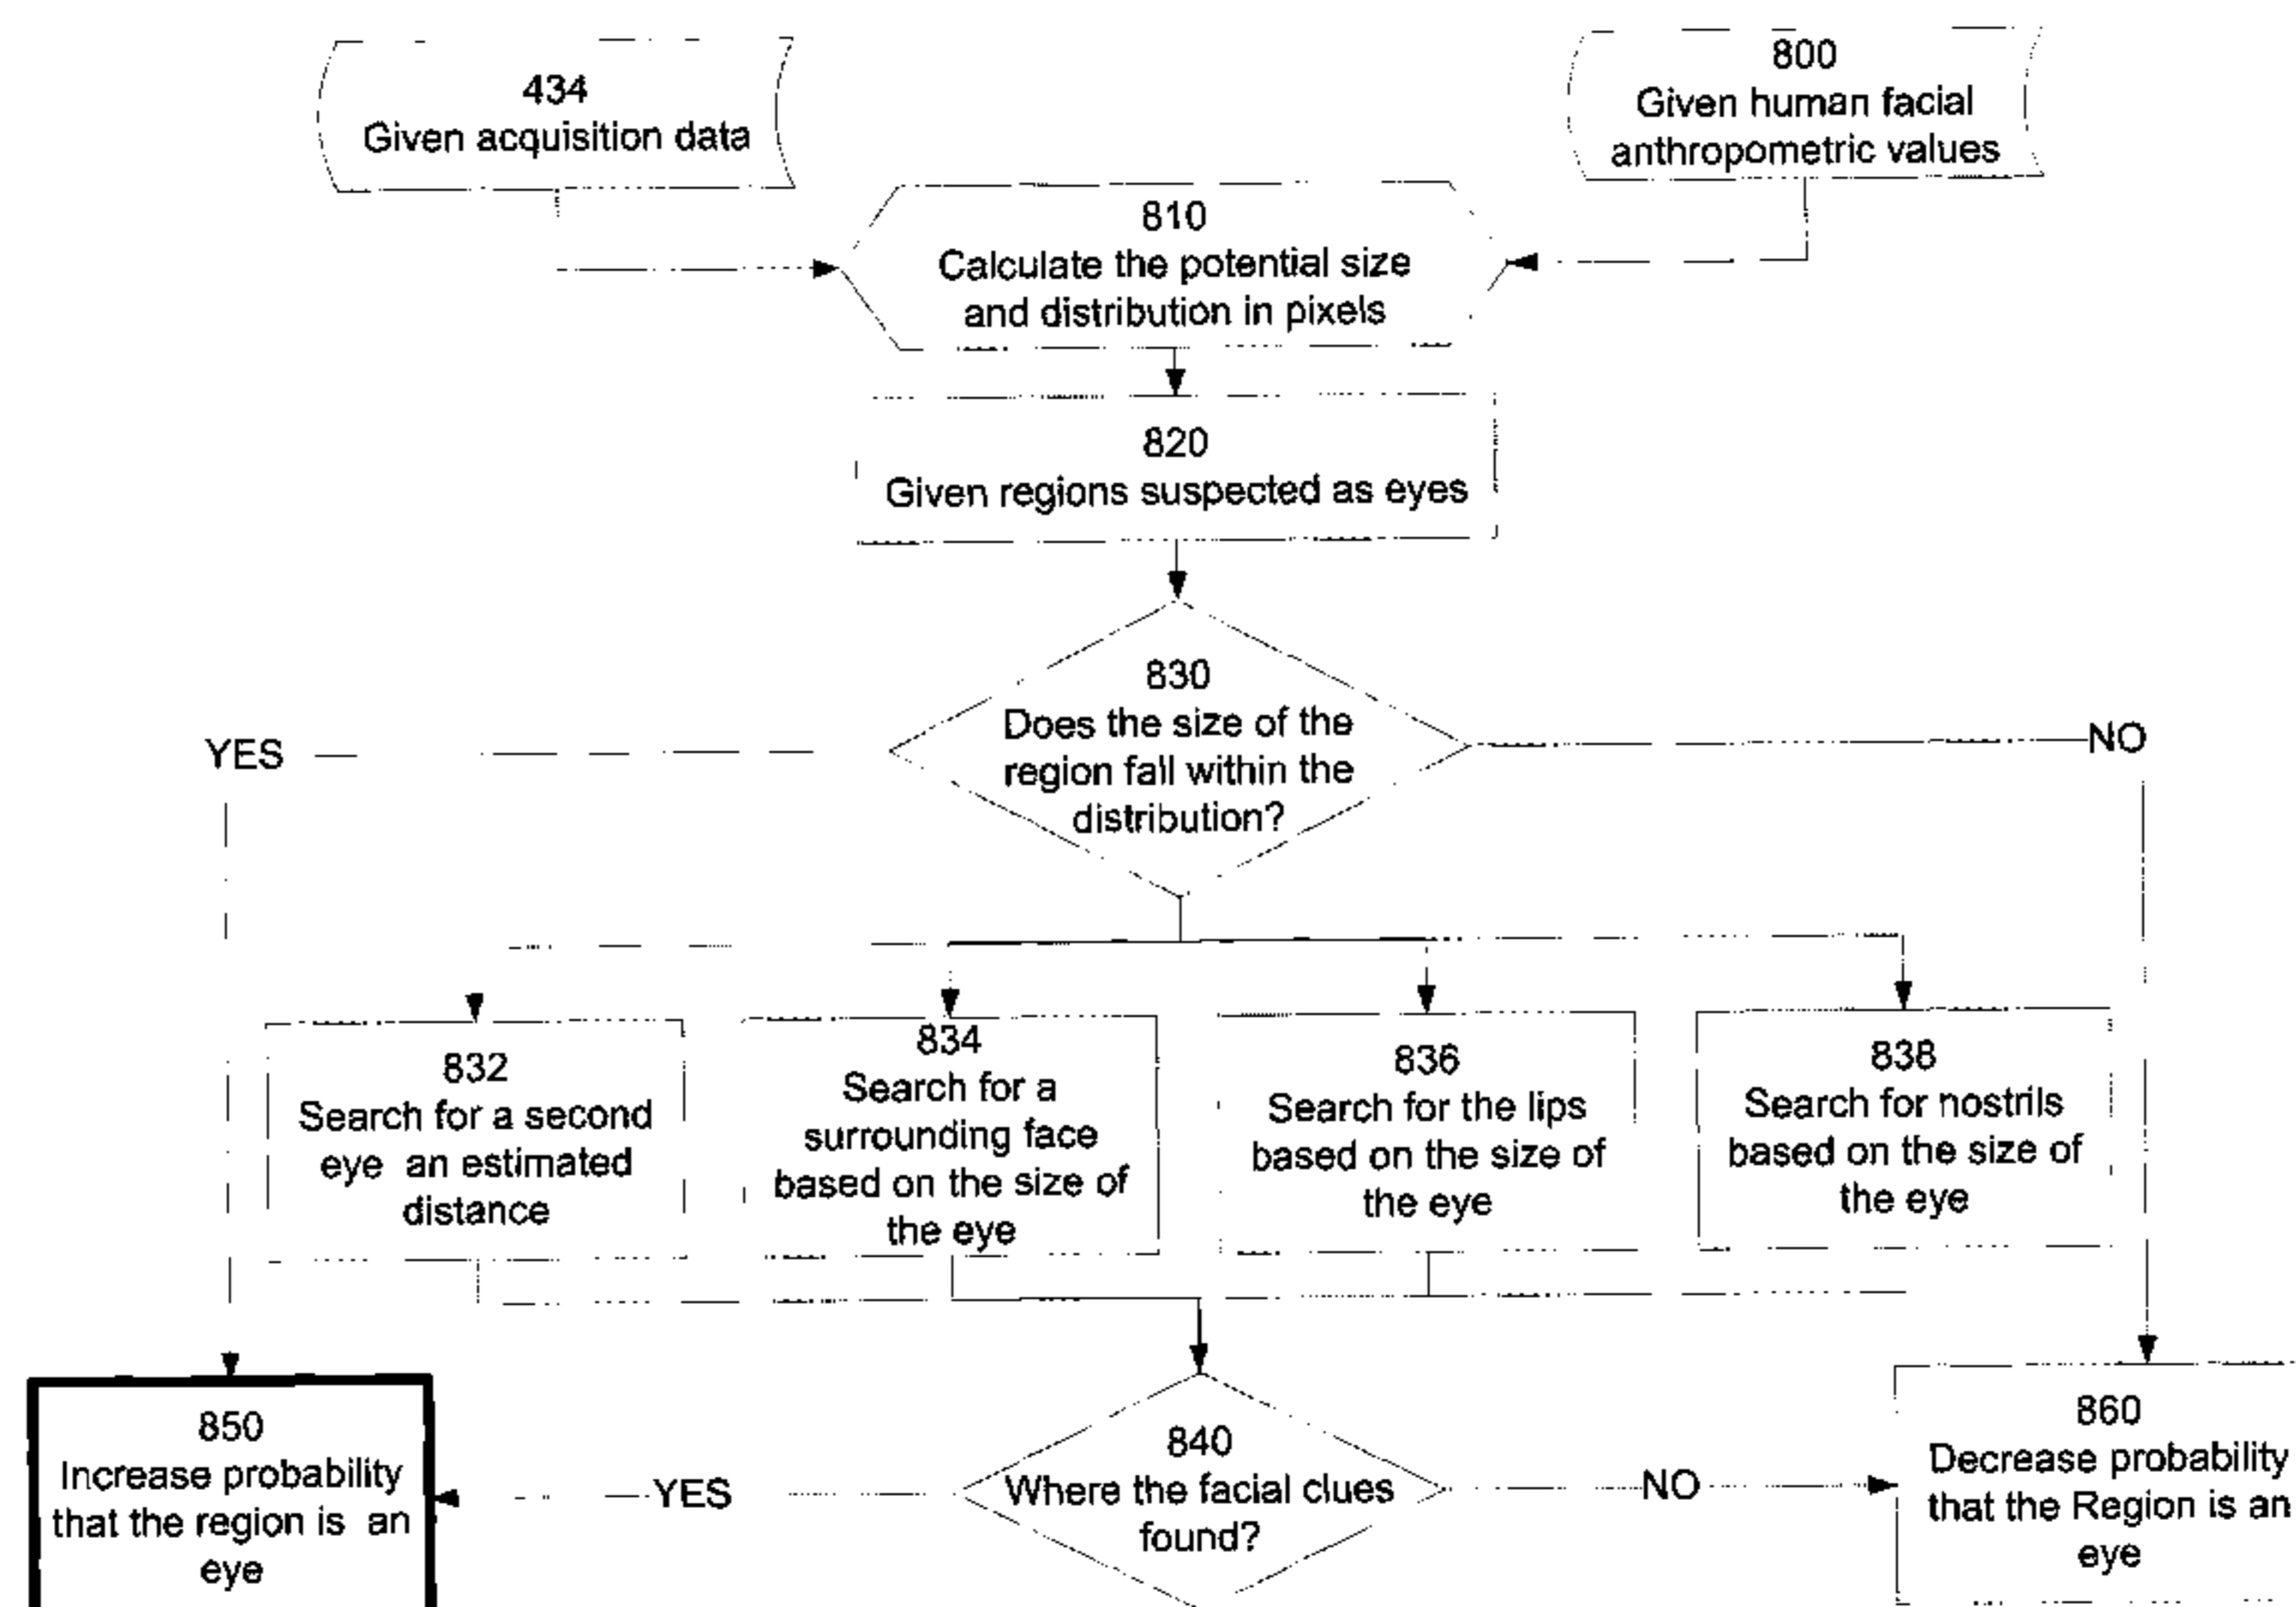 434
Given acquisition data
800
Given human facial
anthropometric values
810
Calculate the potential size
and distribution in pixels
820
Given regions suspected as eyes
830
Does the size of the
region fall within the
distribution?
YES
NO
832
Search for a second
eye an estimated
distance
834
Search for a
surrounding face
based on the size of
the eye
836
Search for the lips
based on the size of
the eye
838
Search for nostrils
based on the size of
the eye
850
Increase probability
that the region is an
eye
YES
840
Where the facial clues
found?
NO
860
Decrease probability
that the Region is an
eye